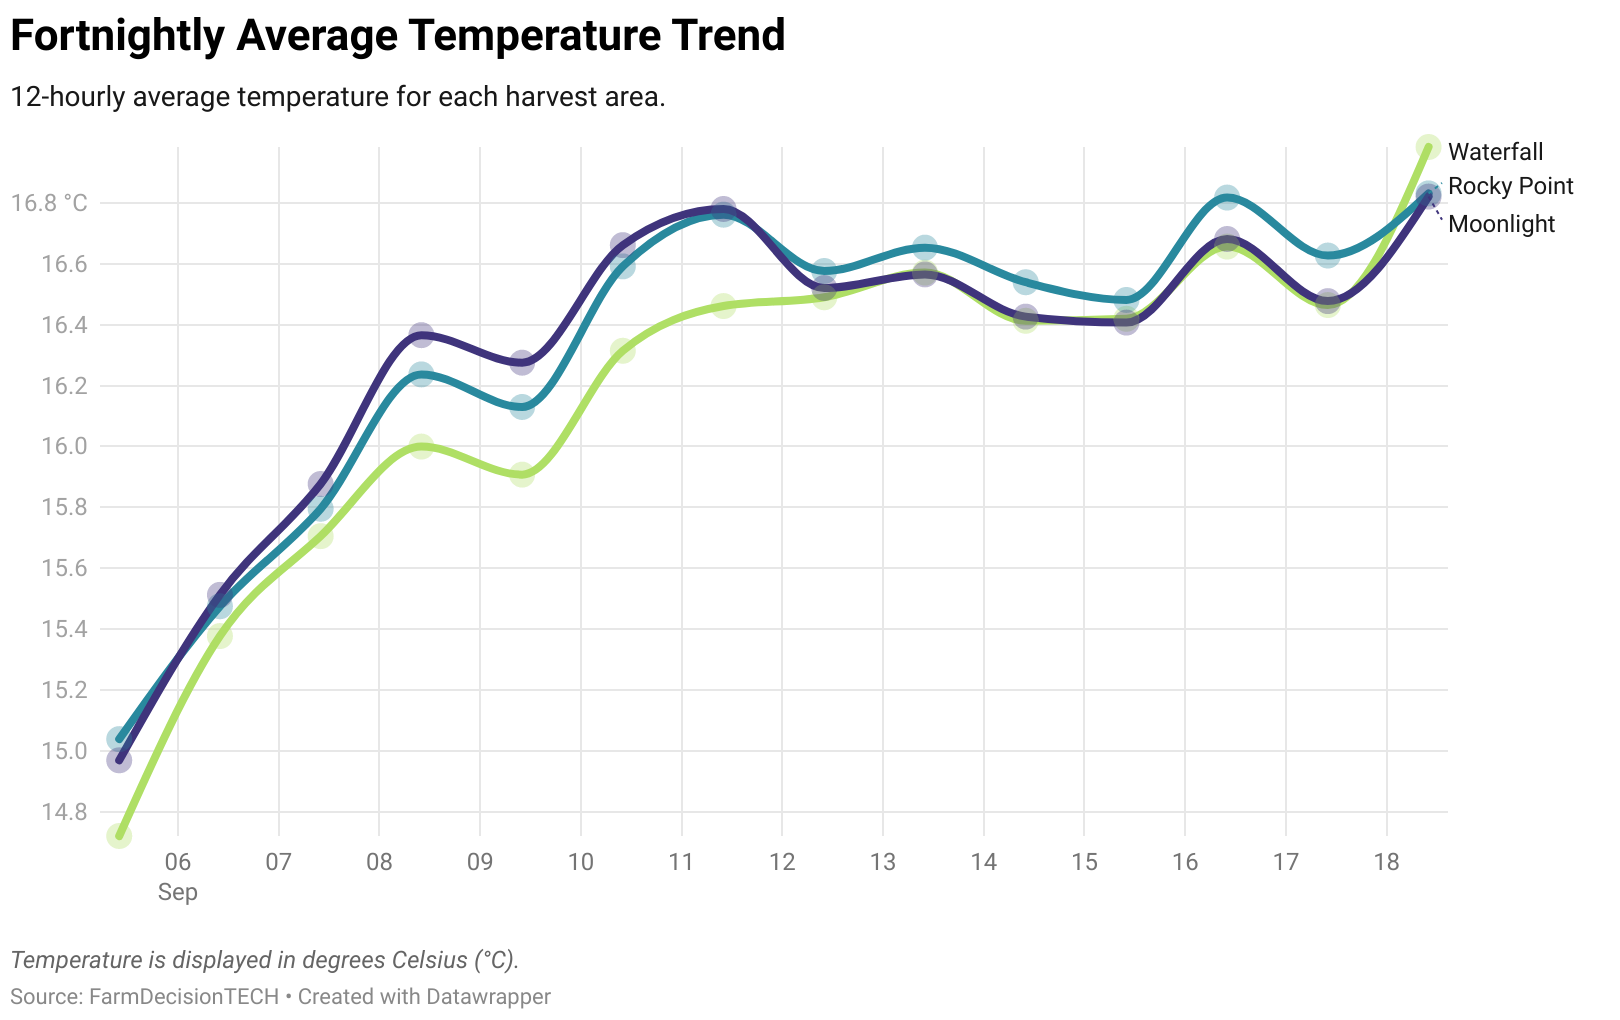 Fortnightly Average Temperature Trend
12-hourly average temperature for each harvest area.
Waterfall
Rocky Point
Moonlight
16.8 °C
16.6
16.4
16.2
16.0
15.8
15.6
15.4
15.2
15.0
14.8
06 07 08 09 10 11 12 13 14 15 16 17 18
Sep
Temperature is displayed in degrees Celsius (°C).
Source: FarmDecisionTECH • Created with Datawrapper